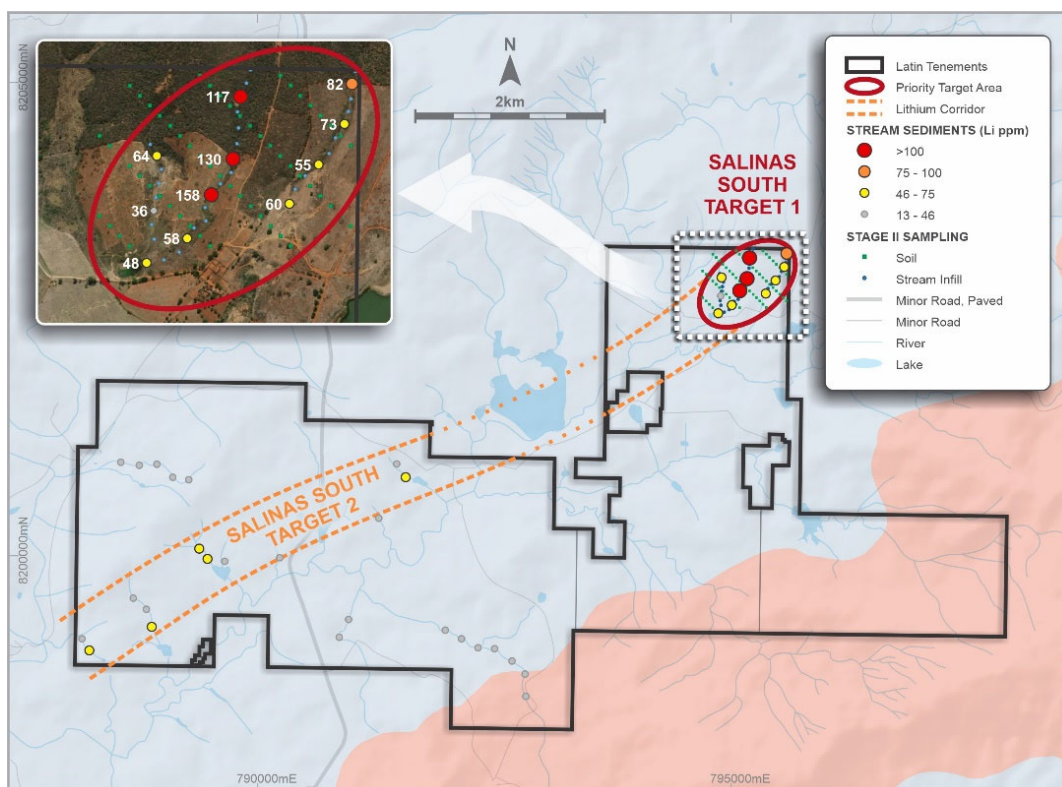 8205000mN
8200000mN
790000mE
795000mE
N
2km
117
82
73
64
130
55
158
36
60
58
48
SALINAS
SOUTH
TARGET 1
SALINAS SOUTH
TARGET 2
Latin Tenements
Priority Target Area
Lithium Corridor
STREAM SEDIMENTS (Li ppm)
>100
75 - 100
46 - 75
13 - 46
STAGE II SAMPLING
Soil
Stream Infill
Minor Road, Paved
Minor Road
River
Lake